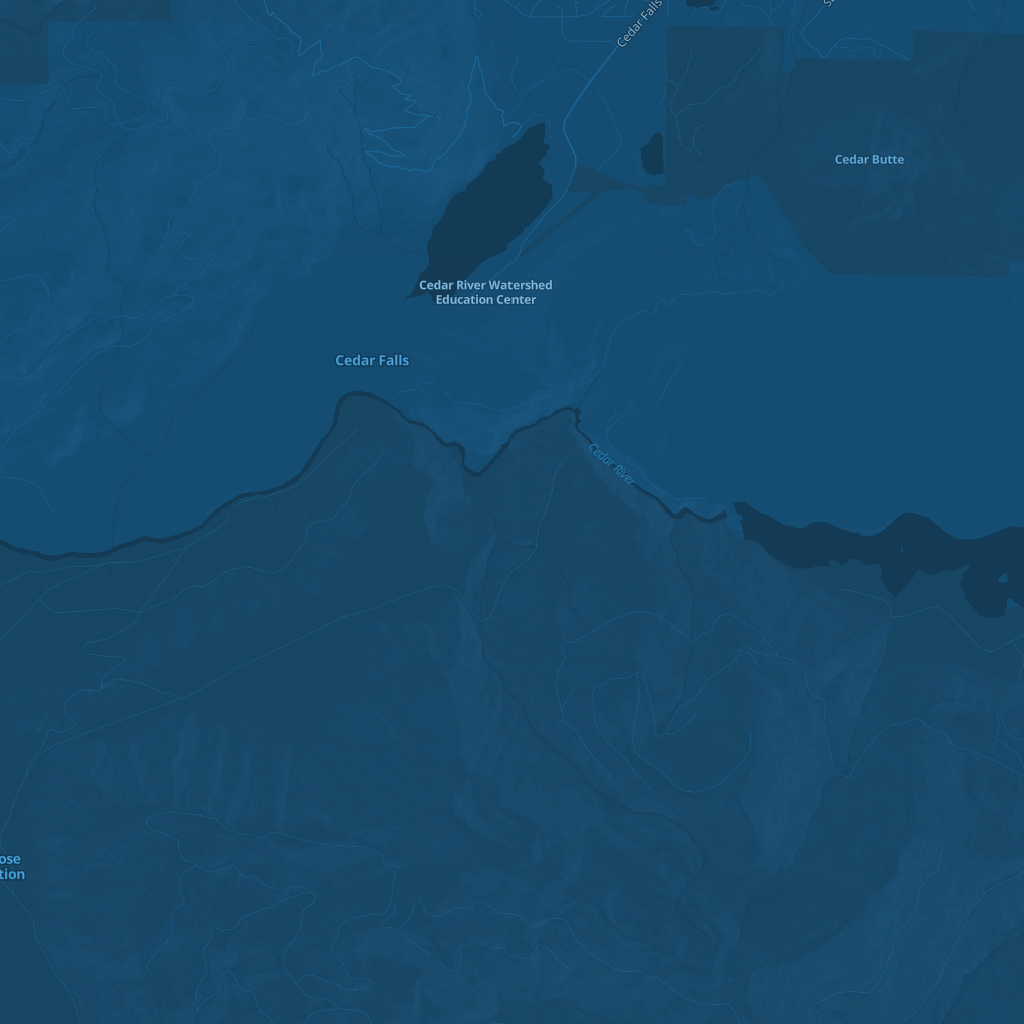 Cedar Falls
Cedar Butte
Cedar River Watershed
Education Center
Cedar Falls
Cedar River
ose
tion